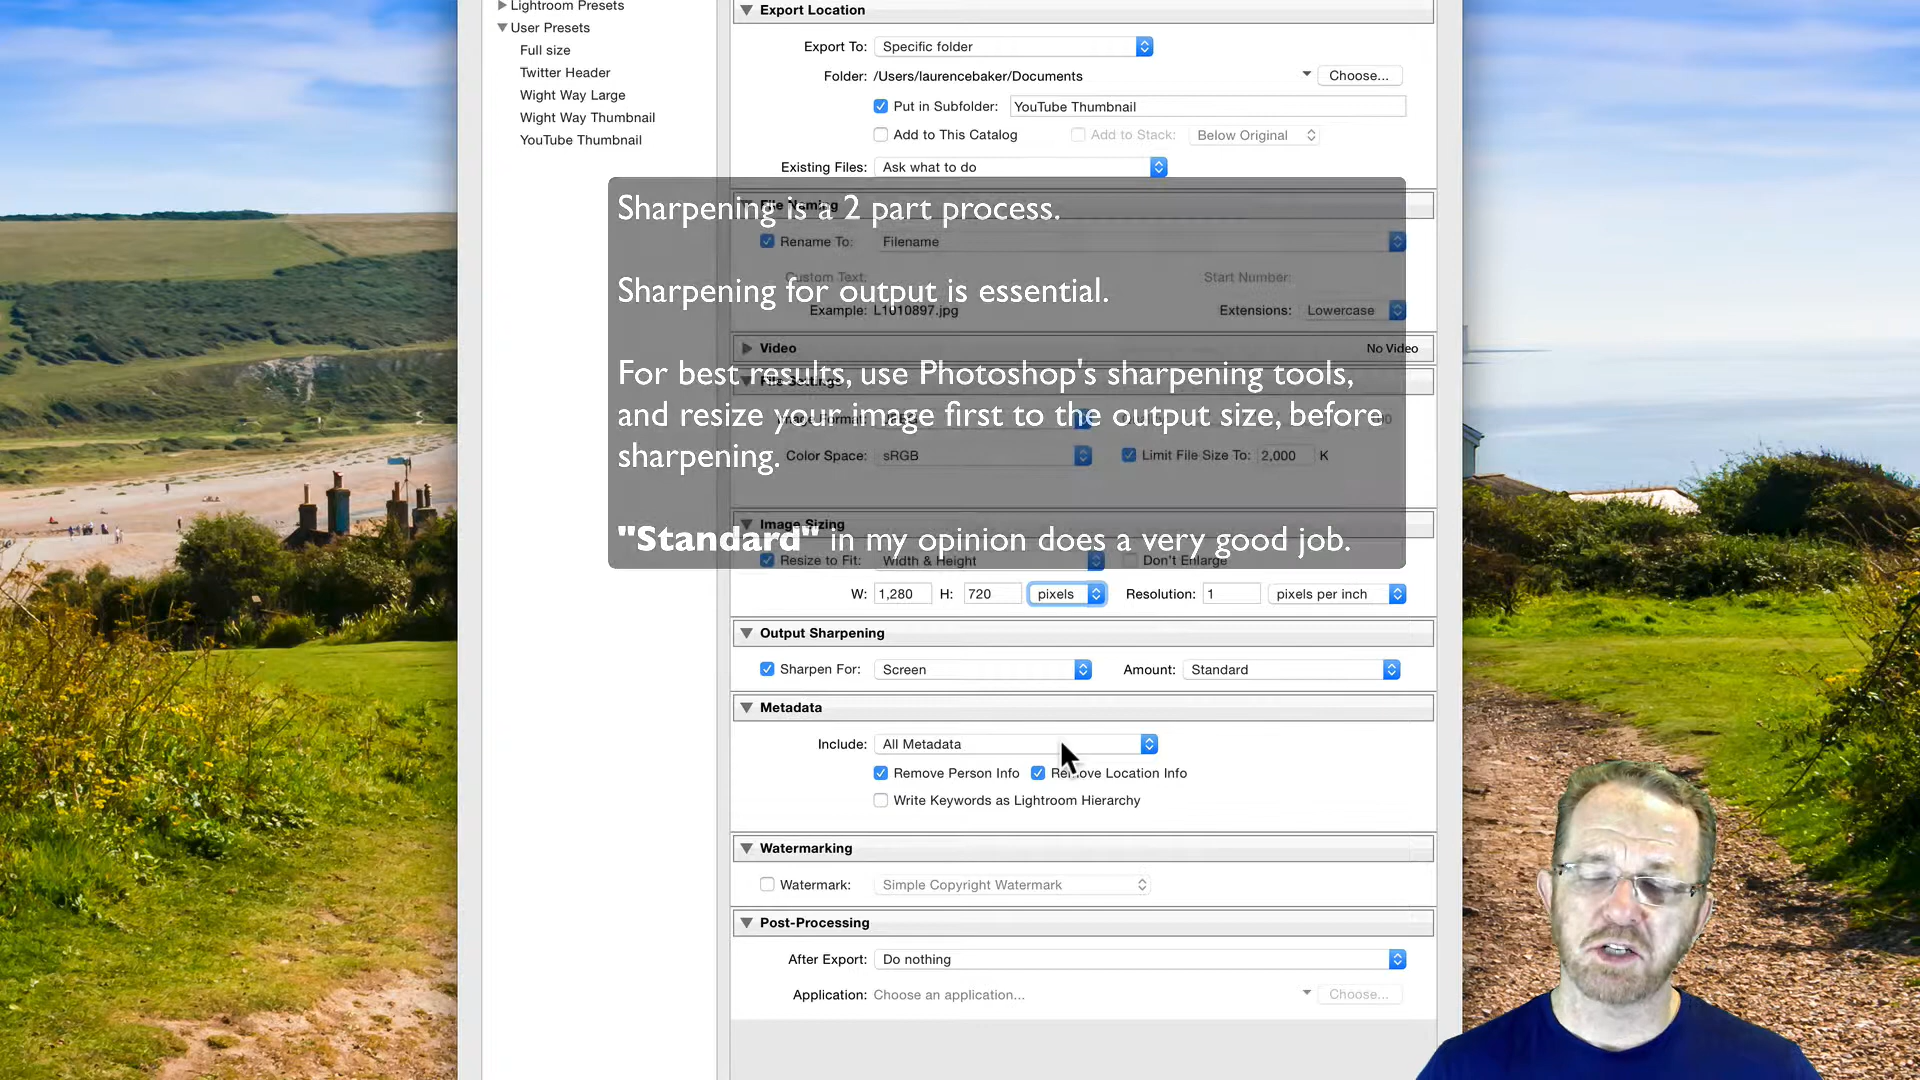 Lightroom Presets
User Presets
Full size
Twitter Header
Wight Way Large
Wight Way Thumbnail
YouTube Thumbnail
Export Location
Export To: Specific folder
Folder: /Users/laurencebaker/Documents Choose...
Put in Subfolder: YouTube Thumbnail
Add to This Catalog Add to Stack: Below Original
Existing Files: Ask what to do
File Naming
Rename To: Filename
Custom Text: Start Number:
Example: L1010897.jpg Extensions: Lowercase
Video No Video
File Settings
Image Format:
Color Space: sRGB Limit File Size To: 2,000 K
Image Sizing
Resize to Fit: Width & Height Don't Enlarge
W: 1,280 H: 720 pixels Resolution: 1 pixels per inch
Output Sharpening
Sharpen For: Screen Amount: Standard
Metadata
Include: All Metadata
Remove Person Info Remove Location Info
Write Keywords as Lightroom Hierarchy
Watermarking
Watermark: Simple Copyright Watermark
Post-Processing
After Export: Do nothing
Application: Choose an application... Choose...
Sharpening is a 2 part process.
Sharpening for output is essential.
For best results, use Photoshop's sharpening tools,
and resize your image first to the output size, before
sharpening.
"Standard" in my opinion does a very good job.